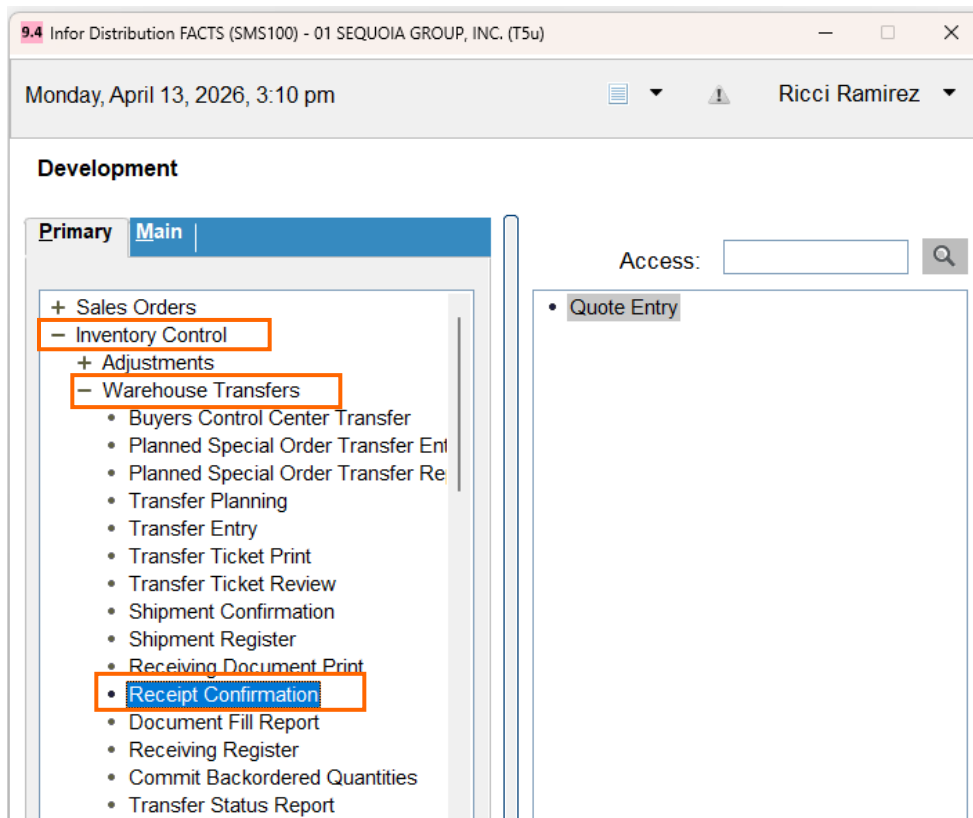 9.4 Infor Distribution FACTS (SMS100) - 01 SEQUOIA GROUP, INC. (T5u)
Monday, April 13, 2026, 3:10 pm
Ricci Ramirez
Development
Primary
Main
Access:
+ Sales Orders
− Inventory Control
+ Adjustments
− Warehouse Transfers
• Buyers Control Center Transfer
• Planned Special Order Transfer Ent
• Planned Special Order Transfer Re
• Transfer Planning
• Transfer Entry
• Transfer Ticket Print
• Transfer Ticket Review
• Shipment Confirmation
• Shipment Register
• Receiving Document Print
• Receipt Confirmation
• Document Fill Report
• Receiving Register
• Commit Backordered Quantities
• Transfer Status Report
• Quote Entry